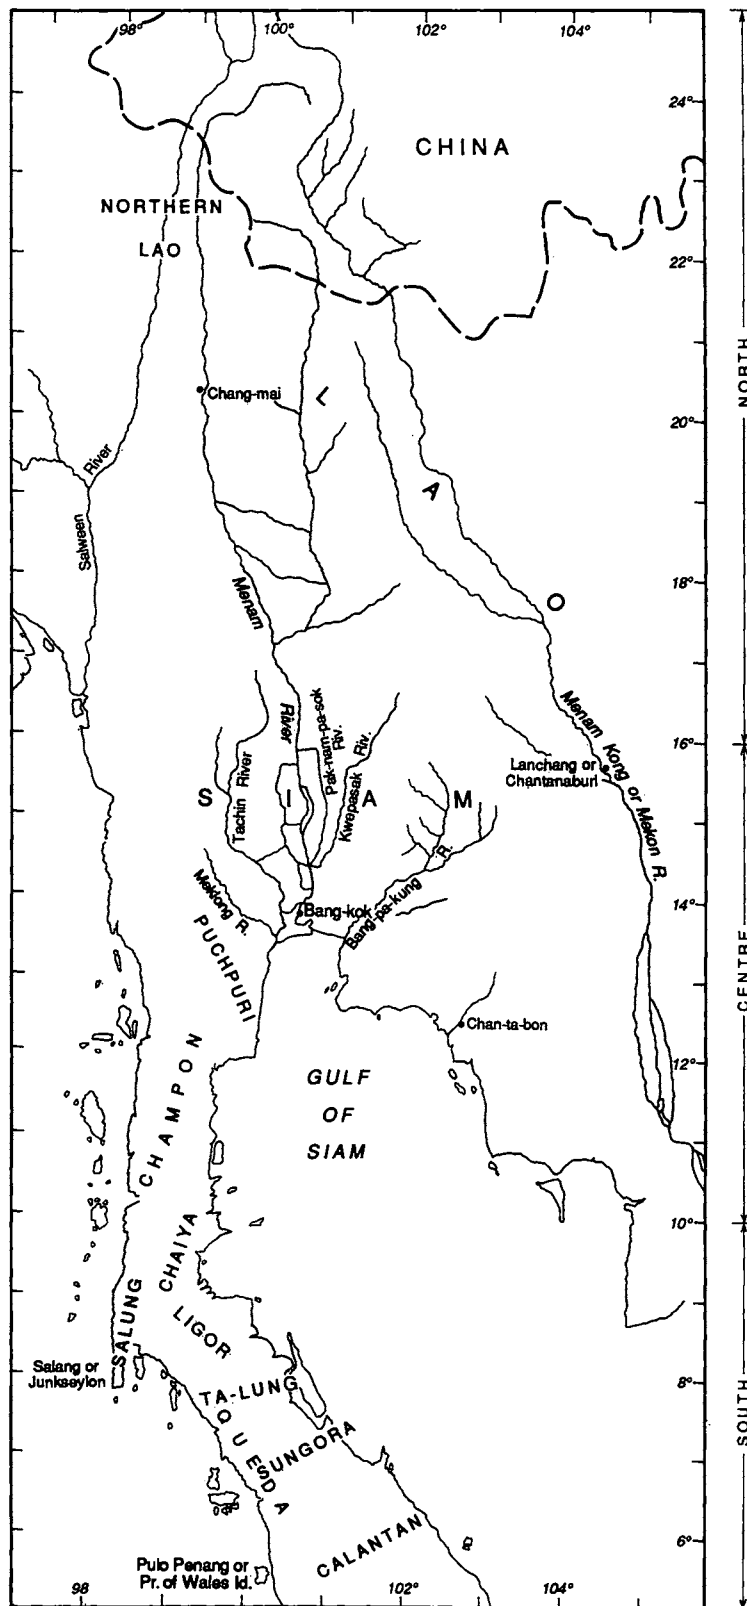 98° 100° 102° 104°
24°
CHINA
NORTHERN
LAO
22°
NORTH
Chang-mai
L
20°
River
A
Salween
18°
O
Menam
River
Pak-nam-pa-sok
Riv.
Menam Kong or Mekon R.
16°
Lanchang or
Chantanaburi
S I A M
Tachin River
Kwepasak Riv.
Meklong R.
Bang-kok
Bang-pa-kung R.
14°
PUCHPURI
CENTRE
Chan-ta-bon
12°
GULF
OF
SIAM
CHAMPON
10°
CHAIYA
SALUNG
LIGOR
Salang or
Junkseylon
TA-LUNG
8°
SOUTH
QUEDA
SUNGORA
CALANTAN
6°
Pulo Penang or
Pr. of Wales Id.
98 102° 104°